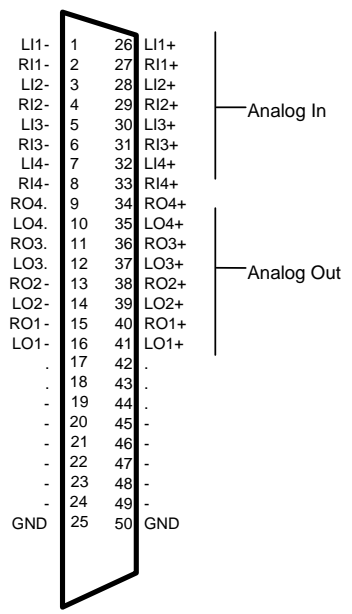 LI1- 1 26 LI1+
RI1- 2 27 RI1+
LI2- 3 28 LI2+
RI2- 4 29 RI2+
LI3- 5 30 LI3+
RI3- 6 31 RI3+
LI4- 7 32 LI4+
RI4- 8 33 RI4+
Analog In
RO4. 9 34 RO4+
LO4. 10 35 LO4+
RO3. 11 36 RO3+
LO3. 12 37 LO3+
RO2- 13 38 RO2+
LO2- 14 39 LO2+
RO1- 15 40 RO1+
LO1- 16 41 LO1+
Analog Out
. 17 42 .
. 18 43 .
- 19 44 .
- 20 45 -
- 21 46 -
- 22 47 -
- 23 48 -
- 24 49 -
GND 25 50 GND